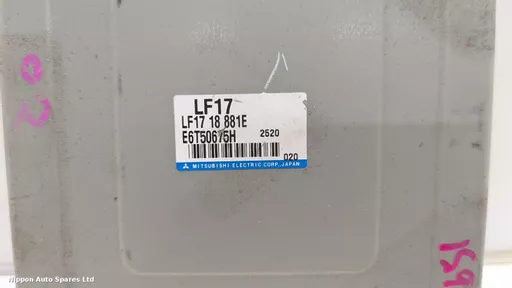 LF17
LF17 18 881E
E6T50675H 2520
020
MITSUBISHI ELECTRIC CORP. JAPAN
Nippon Auto Spares Ltd